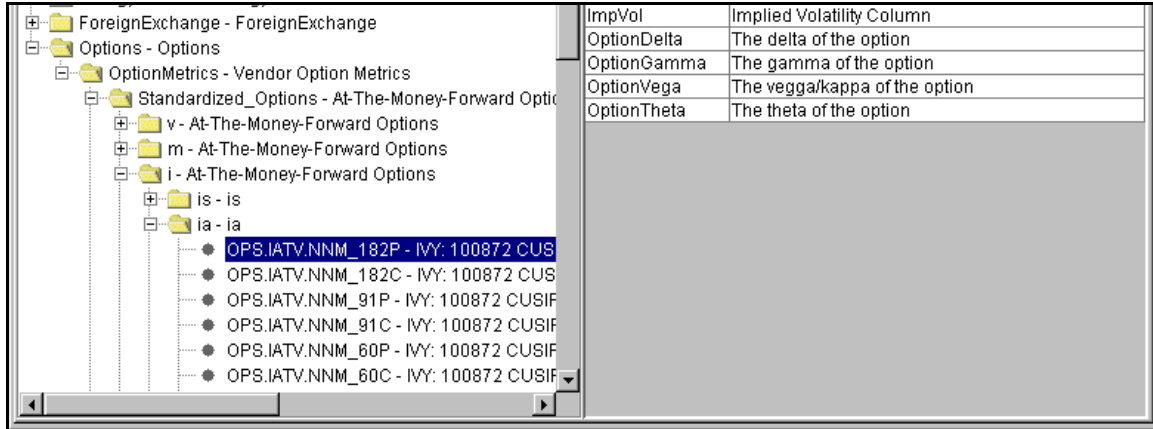 ForeignExchange - ForeignExchange
Options - Options
OptionMetrics - Vendor Option Metrics
Standardized_Options - At-The-Money-Forward Optic
v - At-The-Money-Forward Options
m - At-The-Money-Forward Options
i - At-The-Money-Forward Options
is - is
ia - ia
OPS.IATV.NNM_182P - IVY: 100872 CUS
OPS.IATV.NNM_182C - IVY: 100872 CUS
OPS.IATV.NNM_91P - IVY: 100872 CUSIF
OPS.IATV.NNM_91C - IVY: 100872 CUSIF
OPS.IATV.NNM_60P - IVY: 100872 CUSIF
OPS.IATV.NNM_60C - IVY: 100872 CUSIF
ImpVol Implied Volatility Column
OptionDelta The delta of the option
OptionGamma The gamma of the option
OptionVega The vegga/kappa of the option
OptionTheta The theta of the option